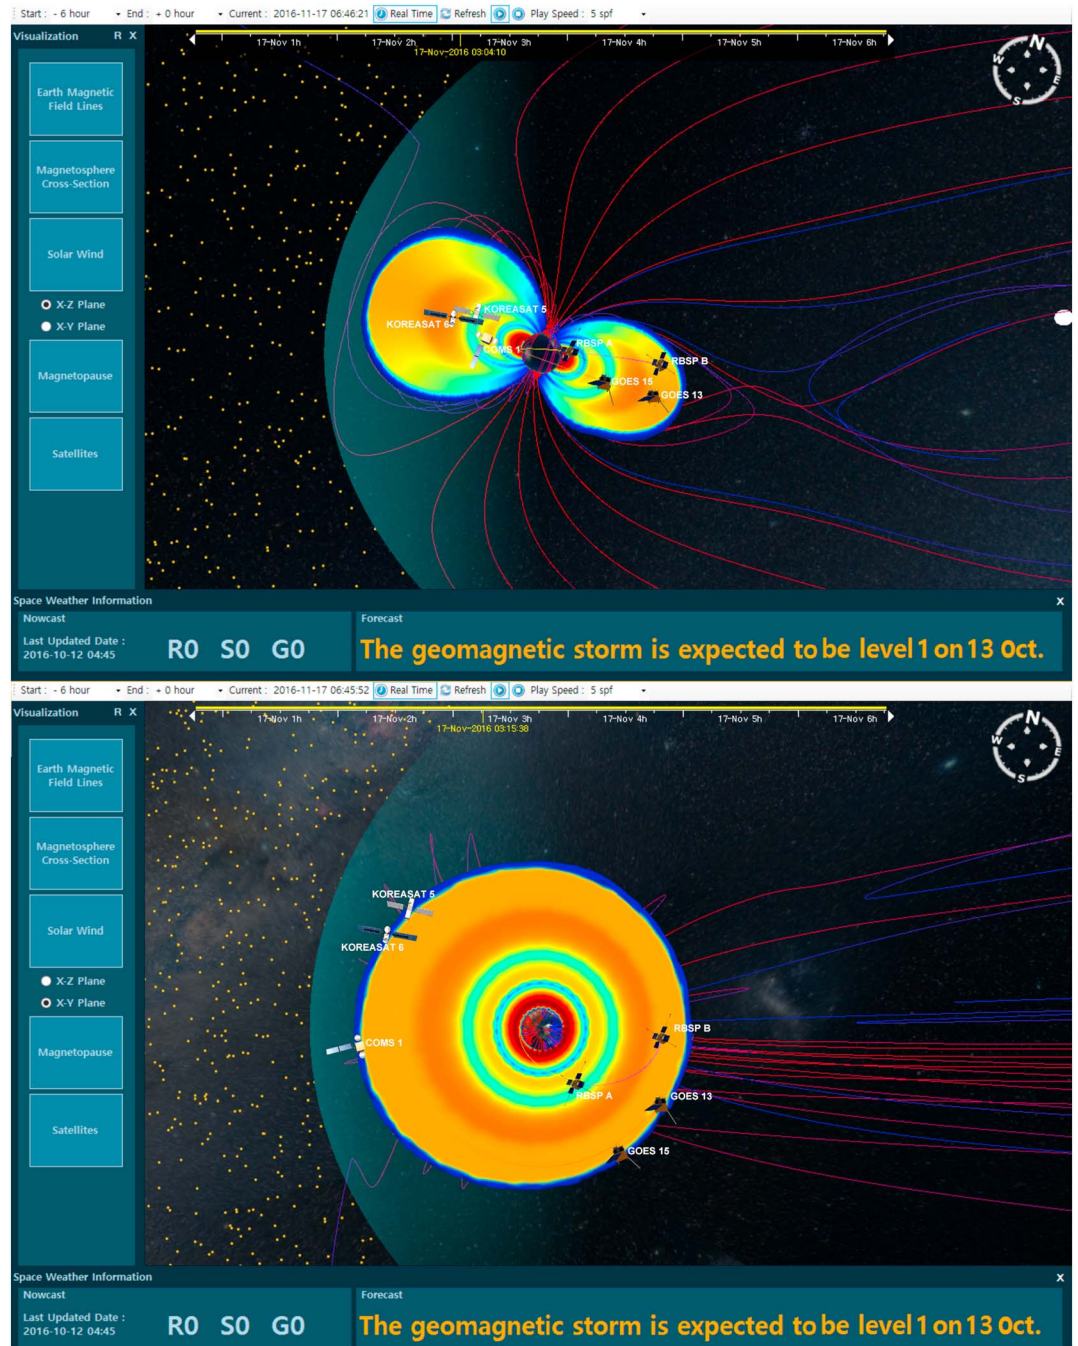 Start : - 6 hour End : + 0 hour Current : 2016-11-17 06:46:21 Real Time Refresh Play Speed : 5 spf
Visualization R X
17-Nov 1h 17-Nov 2h 17-Nov 3h 17-Nov 4h 17-Nov 5h 17-Nov 6h
17-Nov-2016 03:04:10
N
W E
S
Earth Magnetic
Field Lines
Magnetosphere
Cross-Section
Solar Wind
X-Z Plane
X-Y Plane
Magnetopause
Satellites
KOREASAT 5
KOREASAT 6
COMS 1
RBSP A
RBSP B
GOES 15
GOES 13
Space Weather Information X
Nowcast
Last Updated Date :
2016-10-12 04:45
R0 S0 G0
Forecast
The geomagnetic storm is expected to be level 1 on 13 Oct.
Start : - 6 hour End : + 0 hour Current : 2016-11-17 06:45:52 Real Time Refresh Play Speed : 5 spf
Visualization R X
17-Nov 1h 17-Nov 2h 17-Nov 3h 17-Nov 4h 17-Nov 5h 17-Nov 6h
17-Nov-2016 03:15:38
N
W E
S
Earth Magnetic
Field Lines
Magnetosphere
Cross-Section
Solar Wind
X-Z Plane
X-Y Plane
Magnetopause
Satellites
KOREASAT 5
KOREASAT 6
COMS 1
RBSP B
RBSP A
GOES 13
GOES 15
Space Weather Information X
Nowcast
Last Updated Date :
2016-10-12 04:45
R0 S0 G0
Forecast
The geomagnetic storm is expected to be level 1 on 13 Oct.